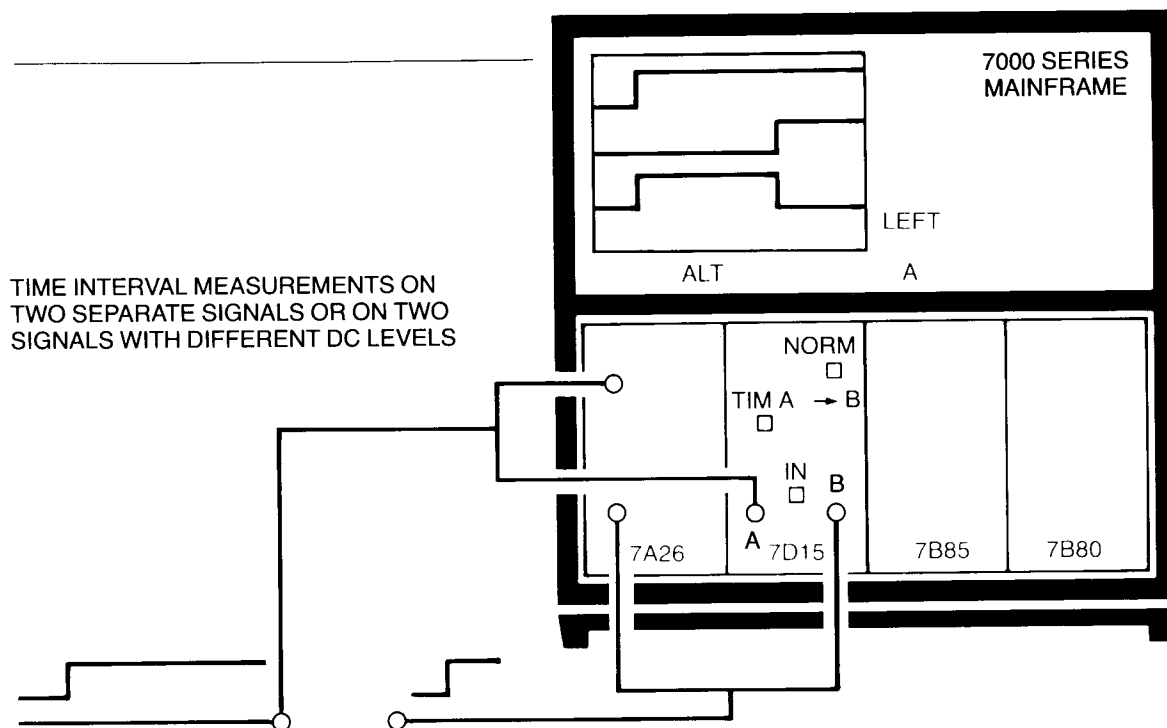 7000 SERIES
MAINFRAME
LEFT
ALT A
TIME INTERVAL MEASUREMENTS ON
TWO SEPARATE SIGNALS OR ON TWO
SIGNALS WITH DIFFERENT DC LEVELS
NORM
TIM A → B
IN
B
A
7A26
7D15
7B85
7B80